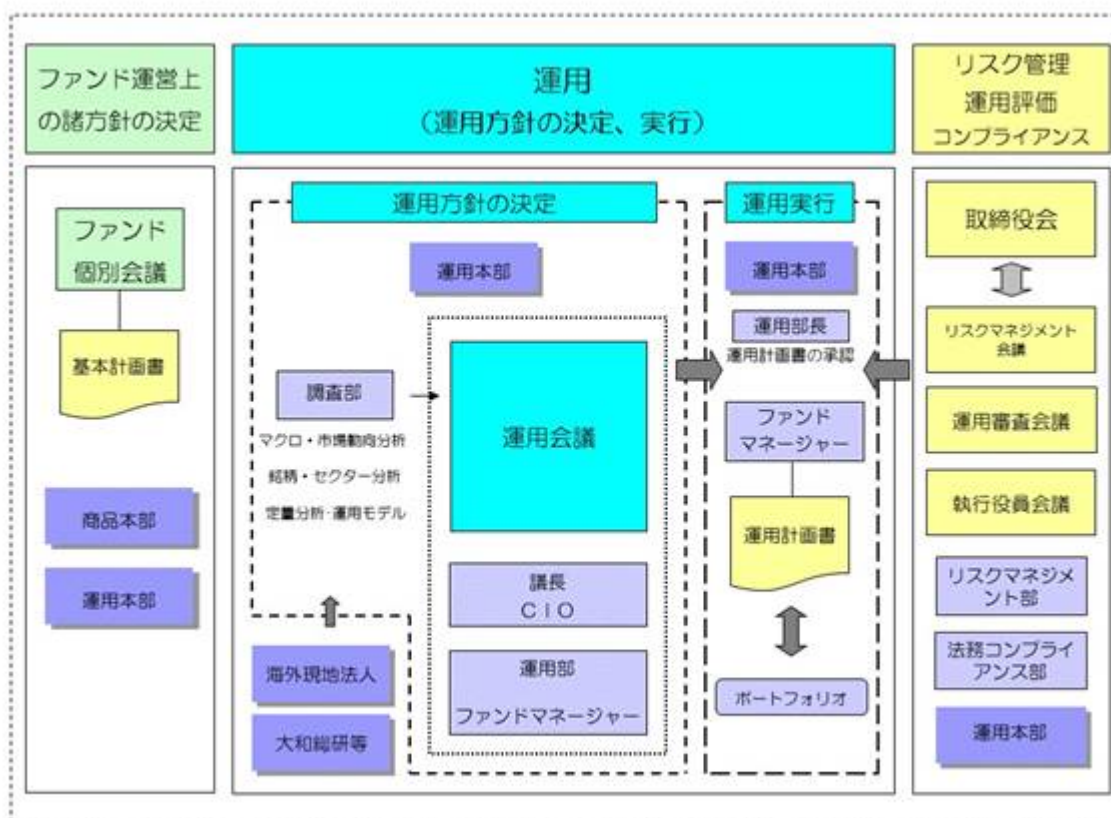 ファンド運営上
の諸方針の決定
運用
（運用方針の決定、実行）
リスク管理
運用評価
コンプライアンス
ファンド
個別会議
基本計画書
商品本部
運用本部
運用方針の決定
運用本部
調査部
マクロ・市場動向分析
銘柄・セクター分析
定量分析・運用モデル
海外現地法人
大和総研等
運用会議
議長
ＣＩＯ
運用部
ファンドマネージャー
運用実行
運用本部
運用部長
運用計画書の承認
ファンド
マネージャー
運用計画書
ポートフォリオ
取締役会
リスクマネジメント
会議
運用審査会議
執行役員会議
リスクマネジメ
ント部
法務コンプライ
アンス部
運用本部